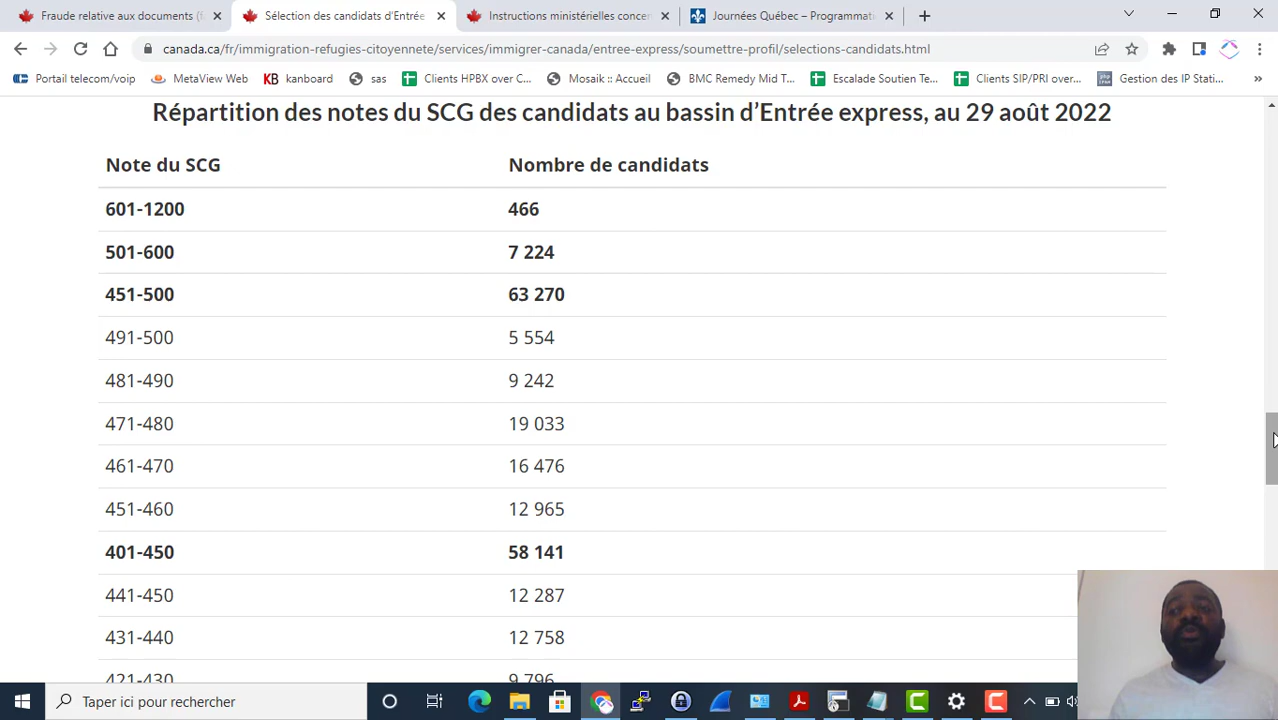 Fraude relative aux documents (f
Sélection des candidats d'Entrée
Instructions ministérielles concer
Journées Québec – Programmati
canada.ca/fr/immigration-refugies-citoyennete/services/immigrer-canada/entree-express/soumettre-profil/selections-candidats.html
Portail telecom/voip
MetaView Web
KB kanboard
sas
Clients HPBX over C...
Mosaik :: Accueil
BMC Remedy Mid T...
Escalade Soutien Te...
Clients SIP/PRI over...
Gestion des IP Stati...
»
Répartition des notes du SCG des candidats au bassin d'Entrée express, au 29 août 2022
Note du SCG Nombre de candidats
601-1200 466
501-600 7 224
451-500 63 270
491-500 5 554
481-490 9 242
471-480 19 033
461-470 16 476
451-460 12 965
401-450 58 141
441-450 12 287
431-440 12 758
421-430 9 796
Taper ici pour rechercher